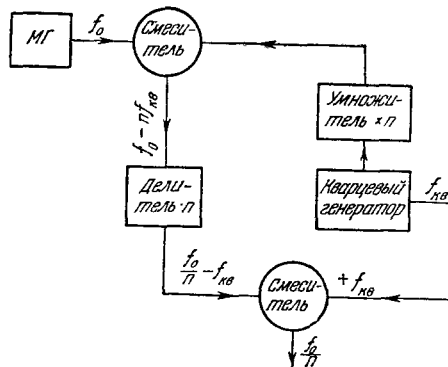 МГ
f₀
Смеси-
тель
Умножи-
тель × n
f₀ − nfкв
Кварцевый
генератор
fкв
Дели-
тель · n
f₀/n − fкв
Смеси-
тель
+ fкв
f₀/n